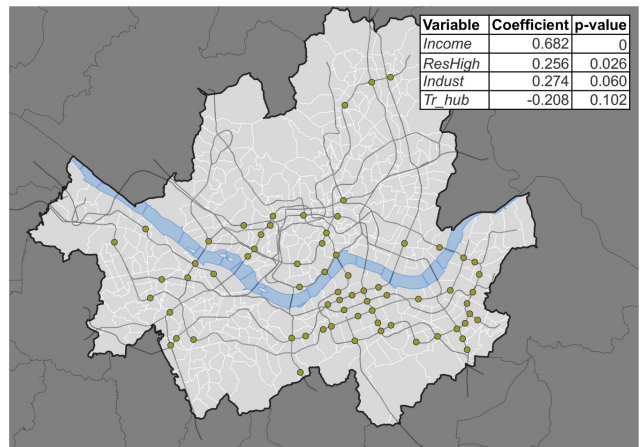 Variable Coefficient p-value
Income 0.682 0
ResHigh 0.256 0.026
Indust 0.274 0.060
Tr_hub -0.208 0.102